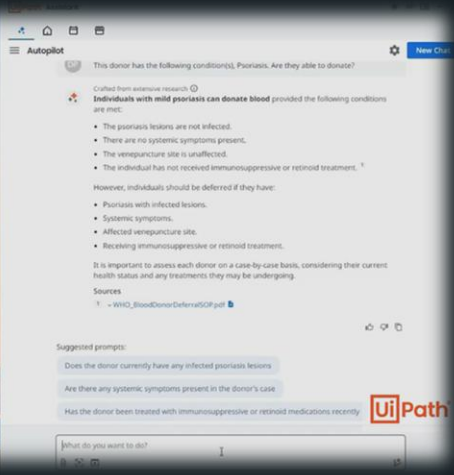 UiPath
Autopilot
New Chat
This donor has the following condition(s), Psoriasis. Are they able to donate?
Crafted from extensive research
Individuals with mild psoriasis can donate blood provided the following conditions
are met:
• The psoriasis lesions are not infected.
• There are no systemic symptoms present.
• The venepuncture site is unaffected.
• The individual has not received immunosuppressive or retinoid treatment. 1
However, individuals should be deferred if they have:
• Psoriasis with infected lesions.
• Systemic symptoms.
• Affected venepuncture site.
• Receiving immunosuppressive or retinoid treatment.
It is important to assess each donor on a case-by-case basis, considering their current
health status and any treatments they may be undergoing.
Sources
1 - WHO_BloodDonorDeferralSOP.pdf
Suggested prompts:
Does the donor currently have any infected psoriasis lesions
Are there any systemic symptoms present in the donor's case
Has the donor been treated with immunosuppressive or retinoid medications recently
UiPath
What do you want to do?